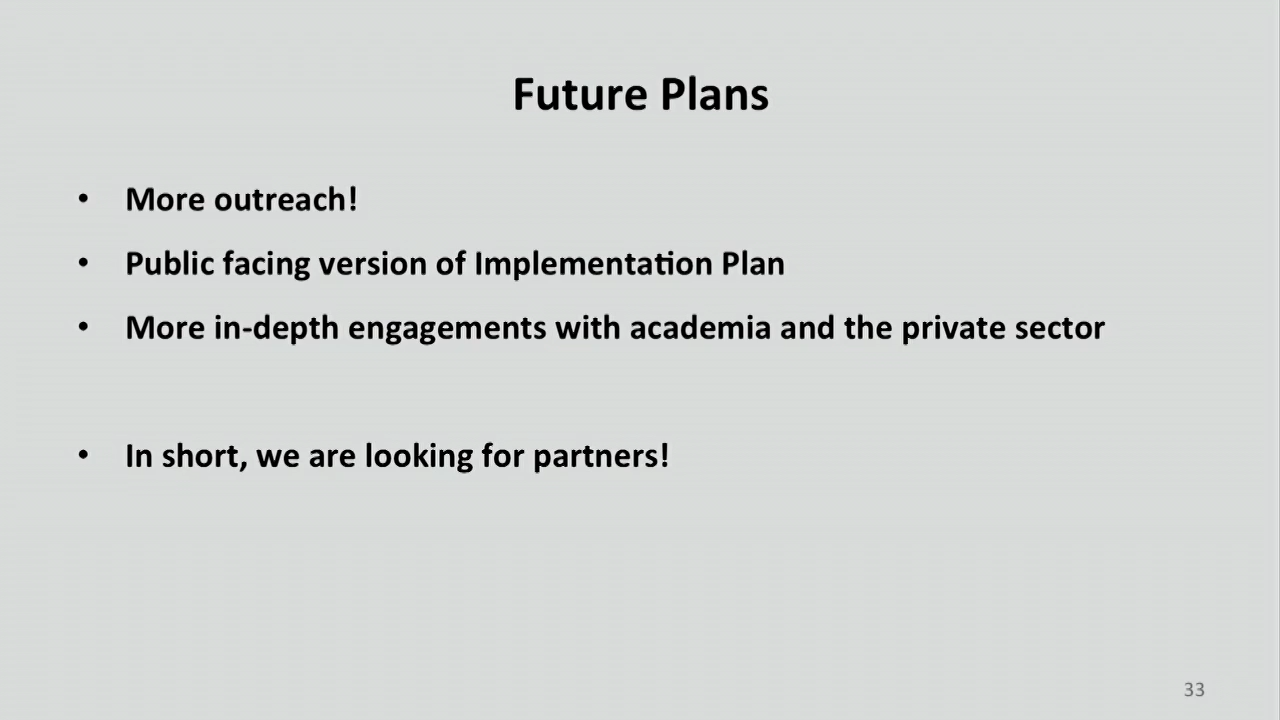 Future Plans
• More outreach!
• Public facing version of Implementation Plan
• More in-depth engagements with academia and the private sector
• In short, we are looking for partners!
33